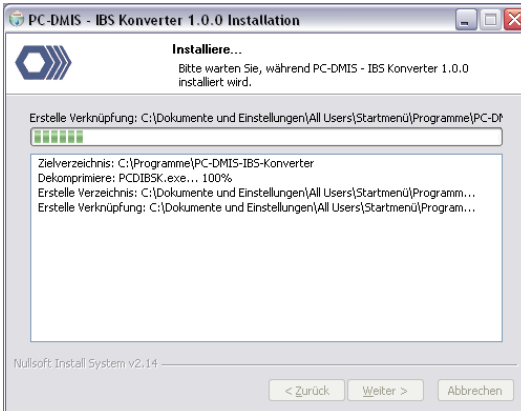 PC-DMIS - IBS Konverter 1.0.0 Installation
Installiere...
Bitte warten Sie, während PC-DMIS - IBS Konverter 1.0.0
installiert wird.
Erstelle Verknüpfung: C:\Dokumente und Einstellungen\All Users\Startmenü\Programme\PC-DM
Zielverzeichnis: C:\Programme\PC-DMIS-IBS-Konverter
Dekomprimiere: PCDIBSK.exe... 100%
Erstelle Verzeichnis: C:\Dokumente und Einstellungen\All Users\Startmenü\Programm...
Erstelle Verknüpfung: C:\Dokumente und Einstellungen\All Users\Startmenü\Program...
Nullsoft Install System v2.14
< Zurück
Weiter >
Abbrechen